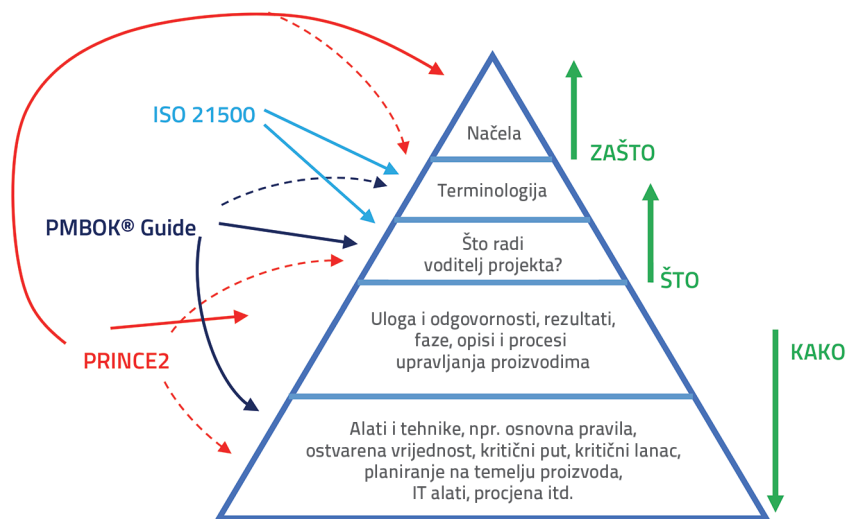 Načela
ISO 21500
ZAŠTO
Terminologija
PMBOK® Guide
Što radi
voditelj projekta?
ŠTO
Uloga i odgovornosti, rezultati,
faze, opisi i procesi
upravljanja proizvodima
KAKO
PRINCE2
Alati i tehnike, npr. osnovna pravila,
ostvarena vrijednost, kritični put, kritični lanac,
planiranje na temelju proizvoda,
IT alati, procjena itd.